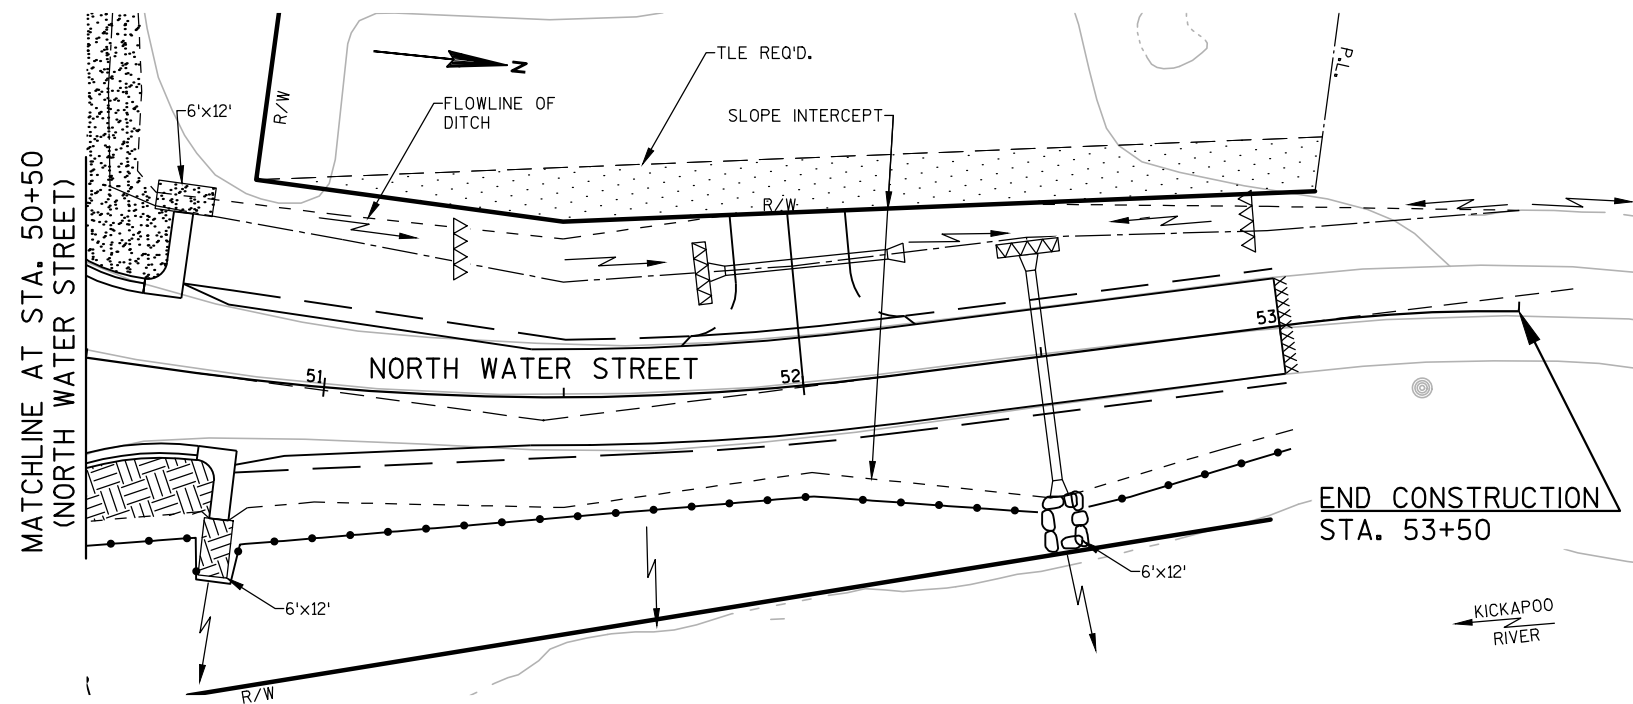 P.L.
TLE REQ'D.
N
R/W
6'x12'
FLOWLINE OF
DITCH
SLOPE INTERCEPT
MATCHLINE AT STA. 50+50
(NORTH WATER STREET)
R/W
53
NORTH WATER STREET
51
52
END CONSTRUCTION
STA. 53+50
6'x12'
6'x12'
KICKAPOO
RIVER
R/W